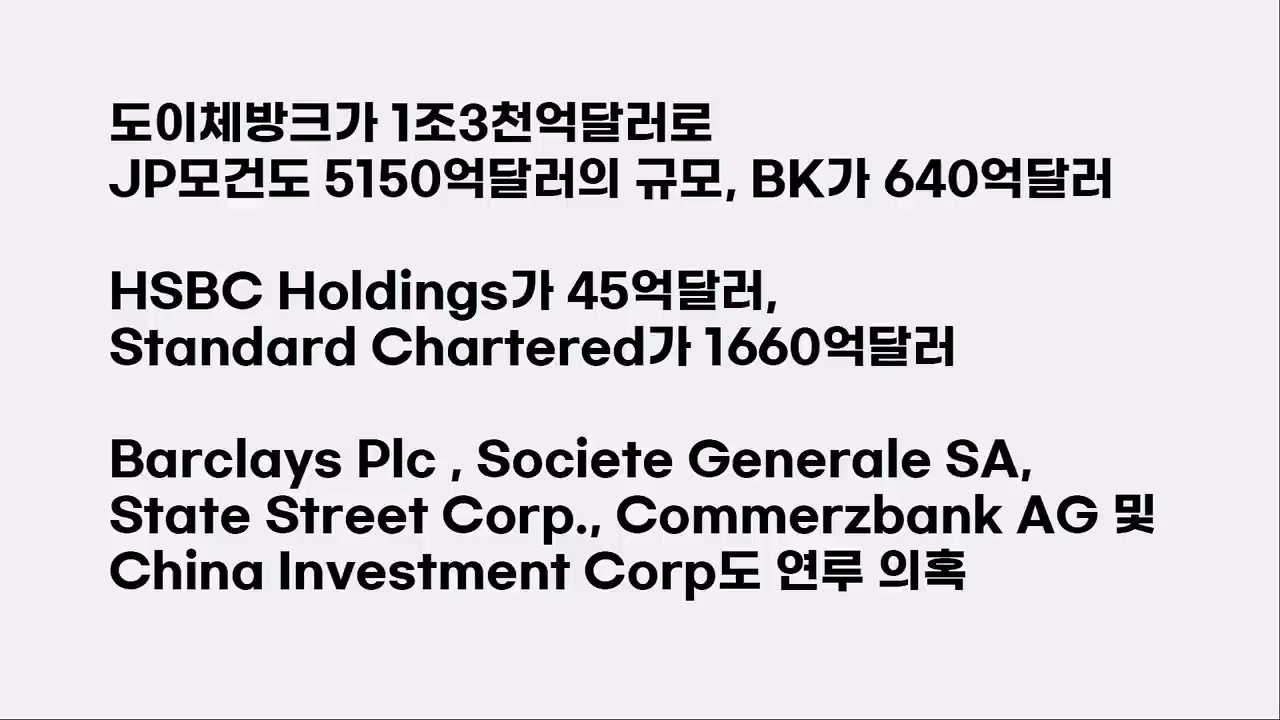 도이체방크가 1조3천억달러로
JP모건도 5150억달러의 규모, BK가 640억달러
HSBC Holdings가 45억달러,
Standard Chartered가 1660억달러
Barclays Plc , Societe Generale SA,
State Street Corp., Commerzbank AG 및
China Investment Corp도 연루 의혹